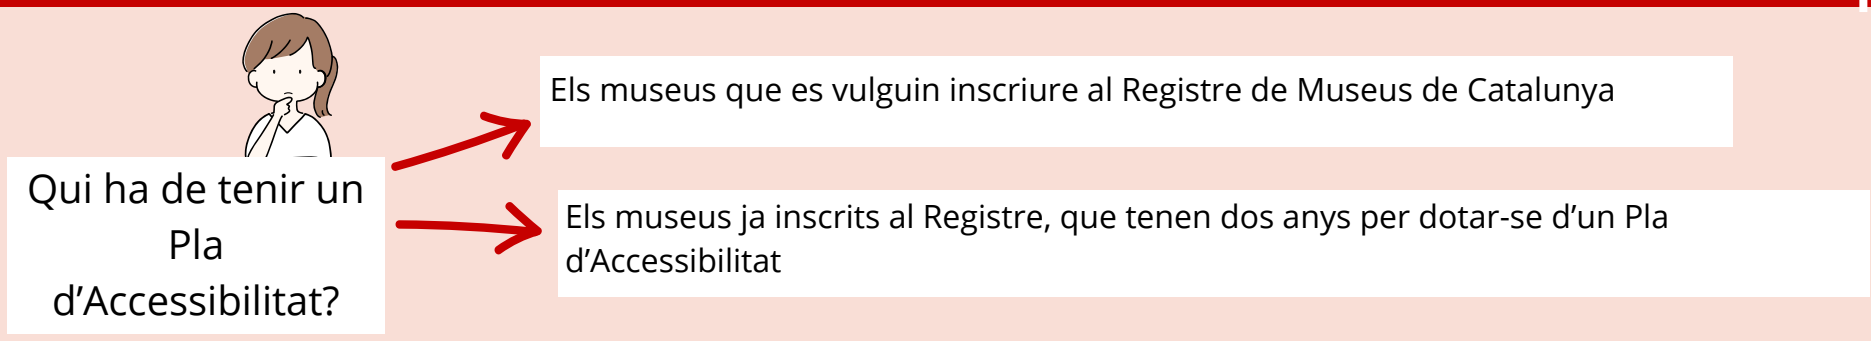 Qui ha de tenir un
Pla
d’Accessibilitat?
Els museus que es vulguin inscriure al Registre de Museus de Catalunya
Els museus ja inscrits al Registre, que tenen dos anys per dotar-se d’un Pla
d’Accessibilitat